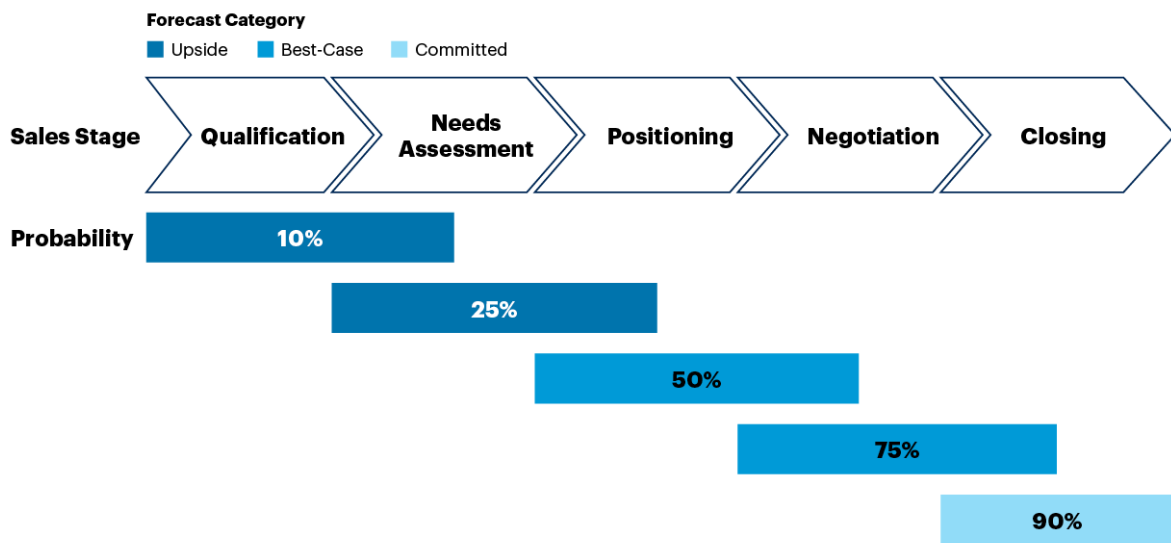 Forecast Category
Upside Best-Case Committed
Sales Stage Qualification Needs Assessment Positioning Negotiation Closing
Probability 10%
25%
50%
75%
90%